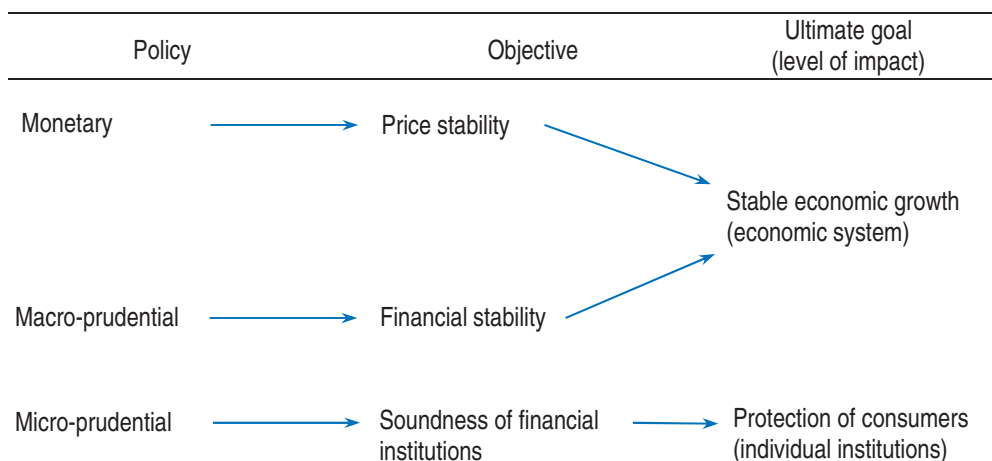 Policy
Objective
Ultimate goal
(level of impact)
Monetary
Price stability
Stable economic growth
(economic system)
Macro-prudential
Financial stability
Micro-prudential
Soundness of financial
institutions
Protection of consumers
(individual institutions)